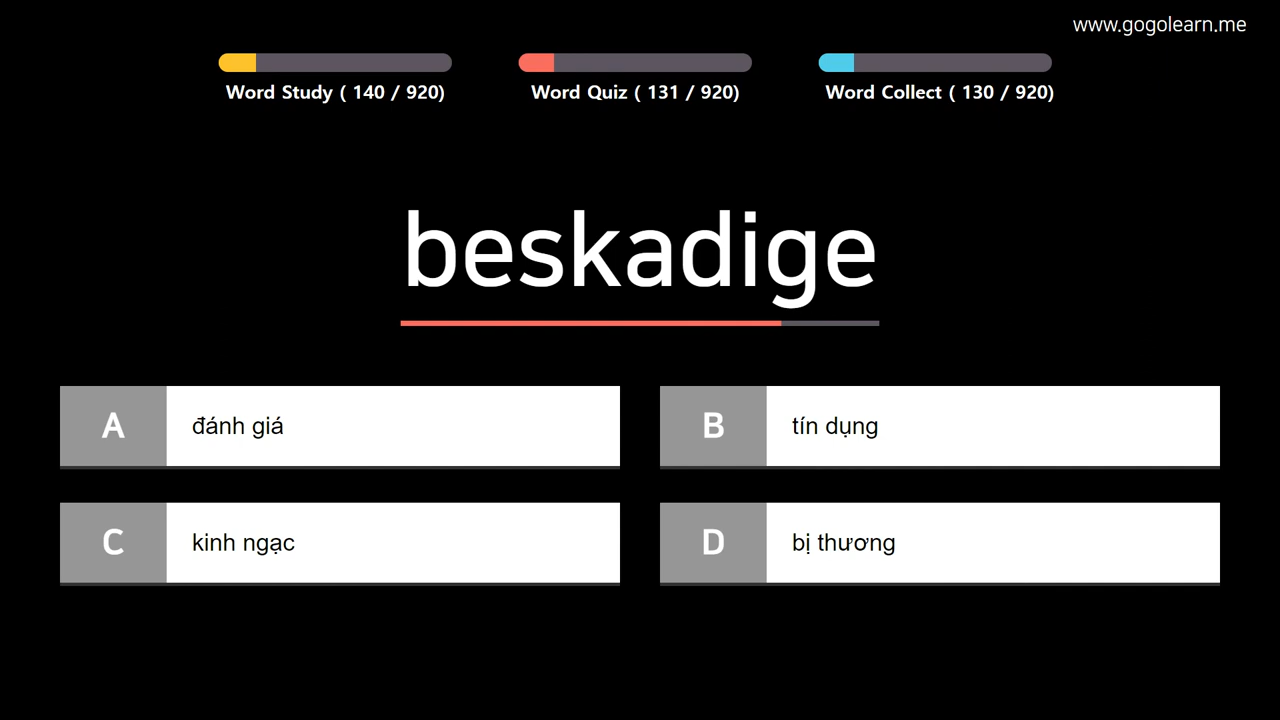 www.gogolearn.me
Word Study ( 140 / 920)
Word Quiz ( 131 / 920)
Word Collect ( 130 / 920)
beskadige
A đánh giá
B tín dụng
C kinh ngạc
D bị thương